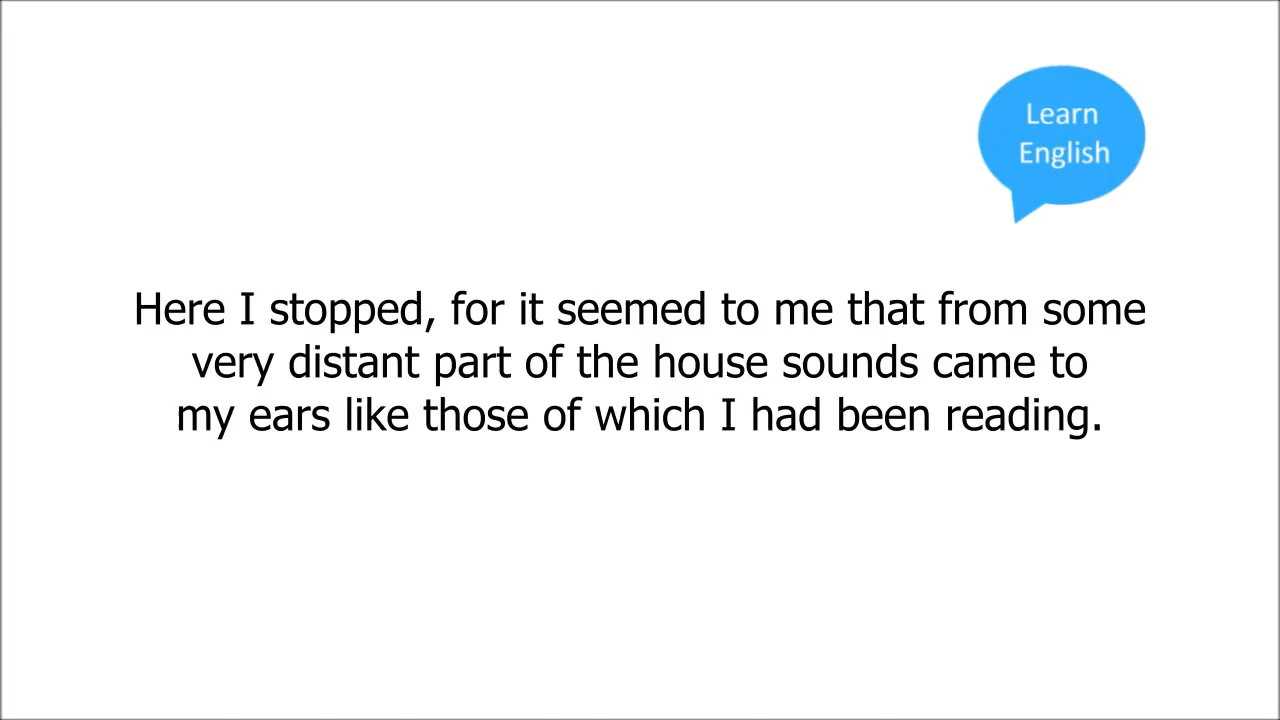 Learn
English
Here I stopped, for it seemed to me that from some
very distant part of the house sounds came to
my ears like those of which I had been reading.